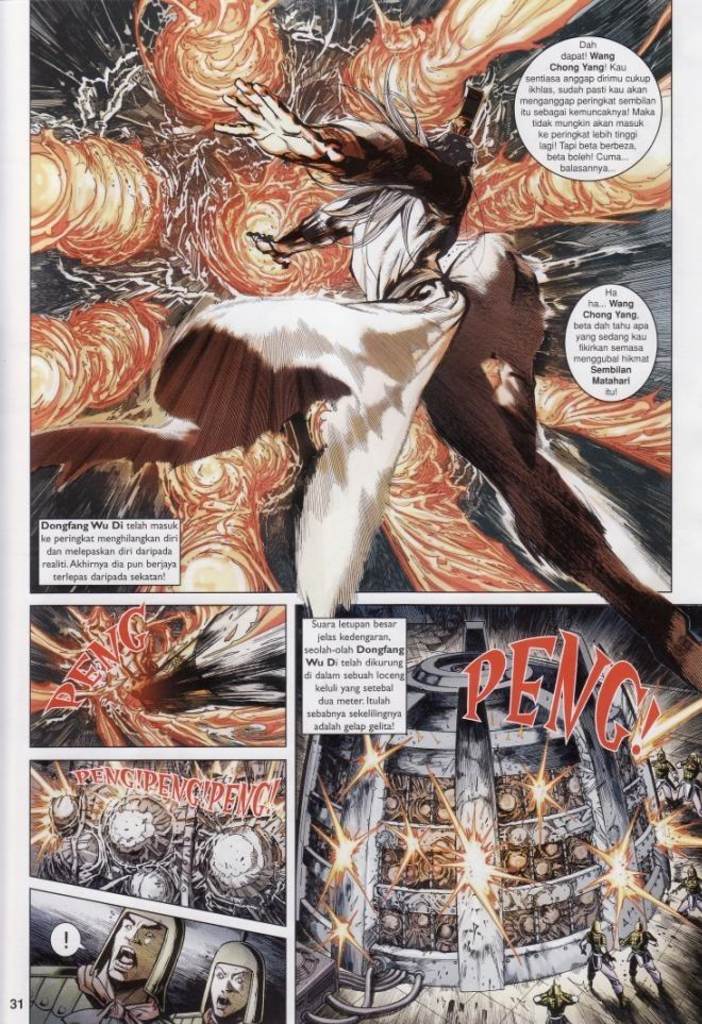 Dah
dapat! Wang
Chong Yang! Kau
sentiasa anggap dirimu cukup
ikhlas, sudah pasti kau akan
menganggap peringkat sembilan
itu sebagai kemuncaknya! Maka
tidak mungkin akan masuk
ke peringkat lebih tinggi
lagi! Tapi beta berbeza,
beta boleh! Cuma...
balasannya...
Ha
ha... Wang
Chong Yang,
beta dah tahu apa
yang sedang kau
fikirkan semasa
menggubal hikmat
Sembilan
Matahari
itu!
Dongfang Wu Di telah masuk
ke peringkat menghilangkan diri
dan melepaskan diri daripada
realiti. Akhirnya dia pun berjaya
terlepas daripada sekatan!
PENG
Suara letupan besar
jelas kedengaran,
seolah-olah Dongfang
Wu Di telah dikurung
di dalam sebuah loceng
keluli yang setebal
dua meter. Itulah
sebabnya sekelilingnya
adalah gelap gelita!
PENG!
PENG!PENG!PENG!
!
31